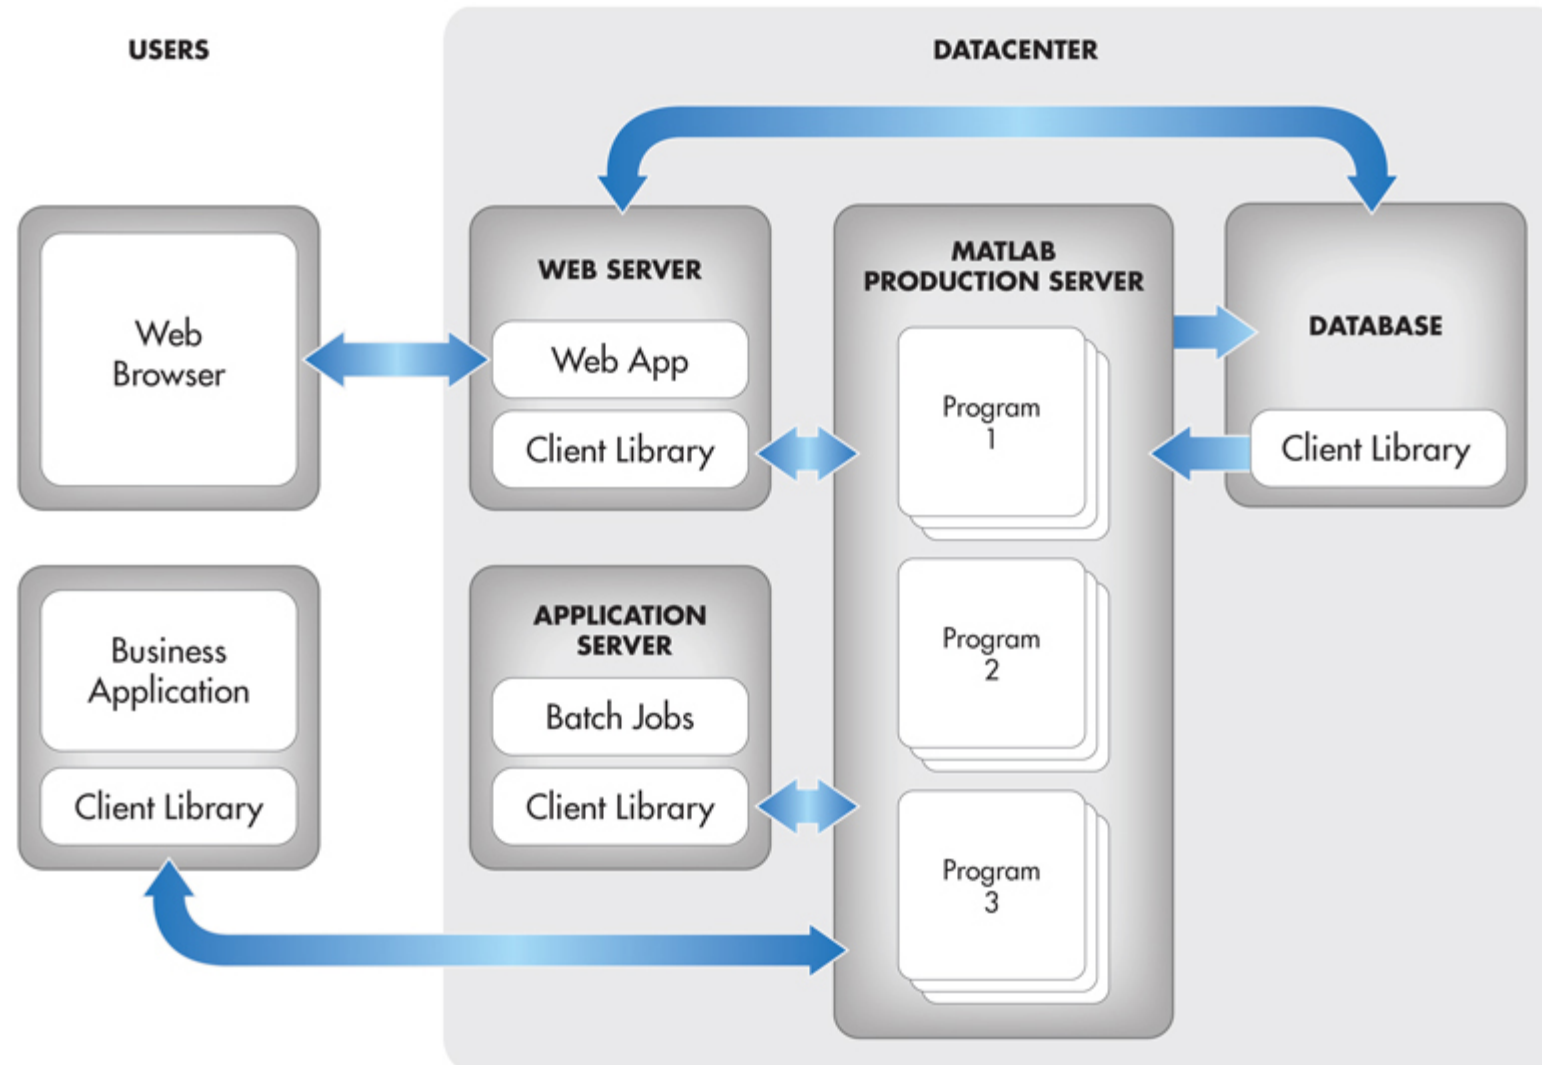 USERS
DATACENTER
Web
Browser
WEB SERVER
Web App
Client Library
MATLAB
PRODUCTION SERVER
Program
1
Program
2
Program
3
DATABASE
Client Library
Business
Application
Client Library
APPLICATION
SERVER
Batch Jobs
Client Library